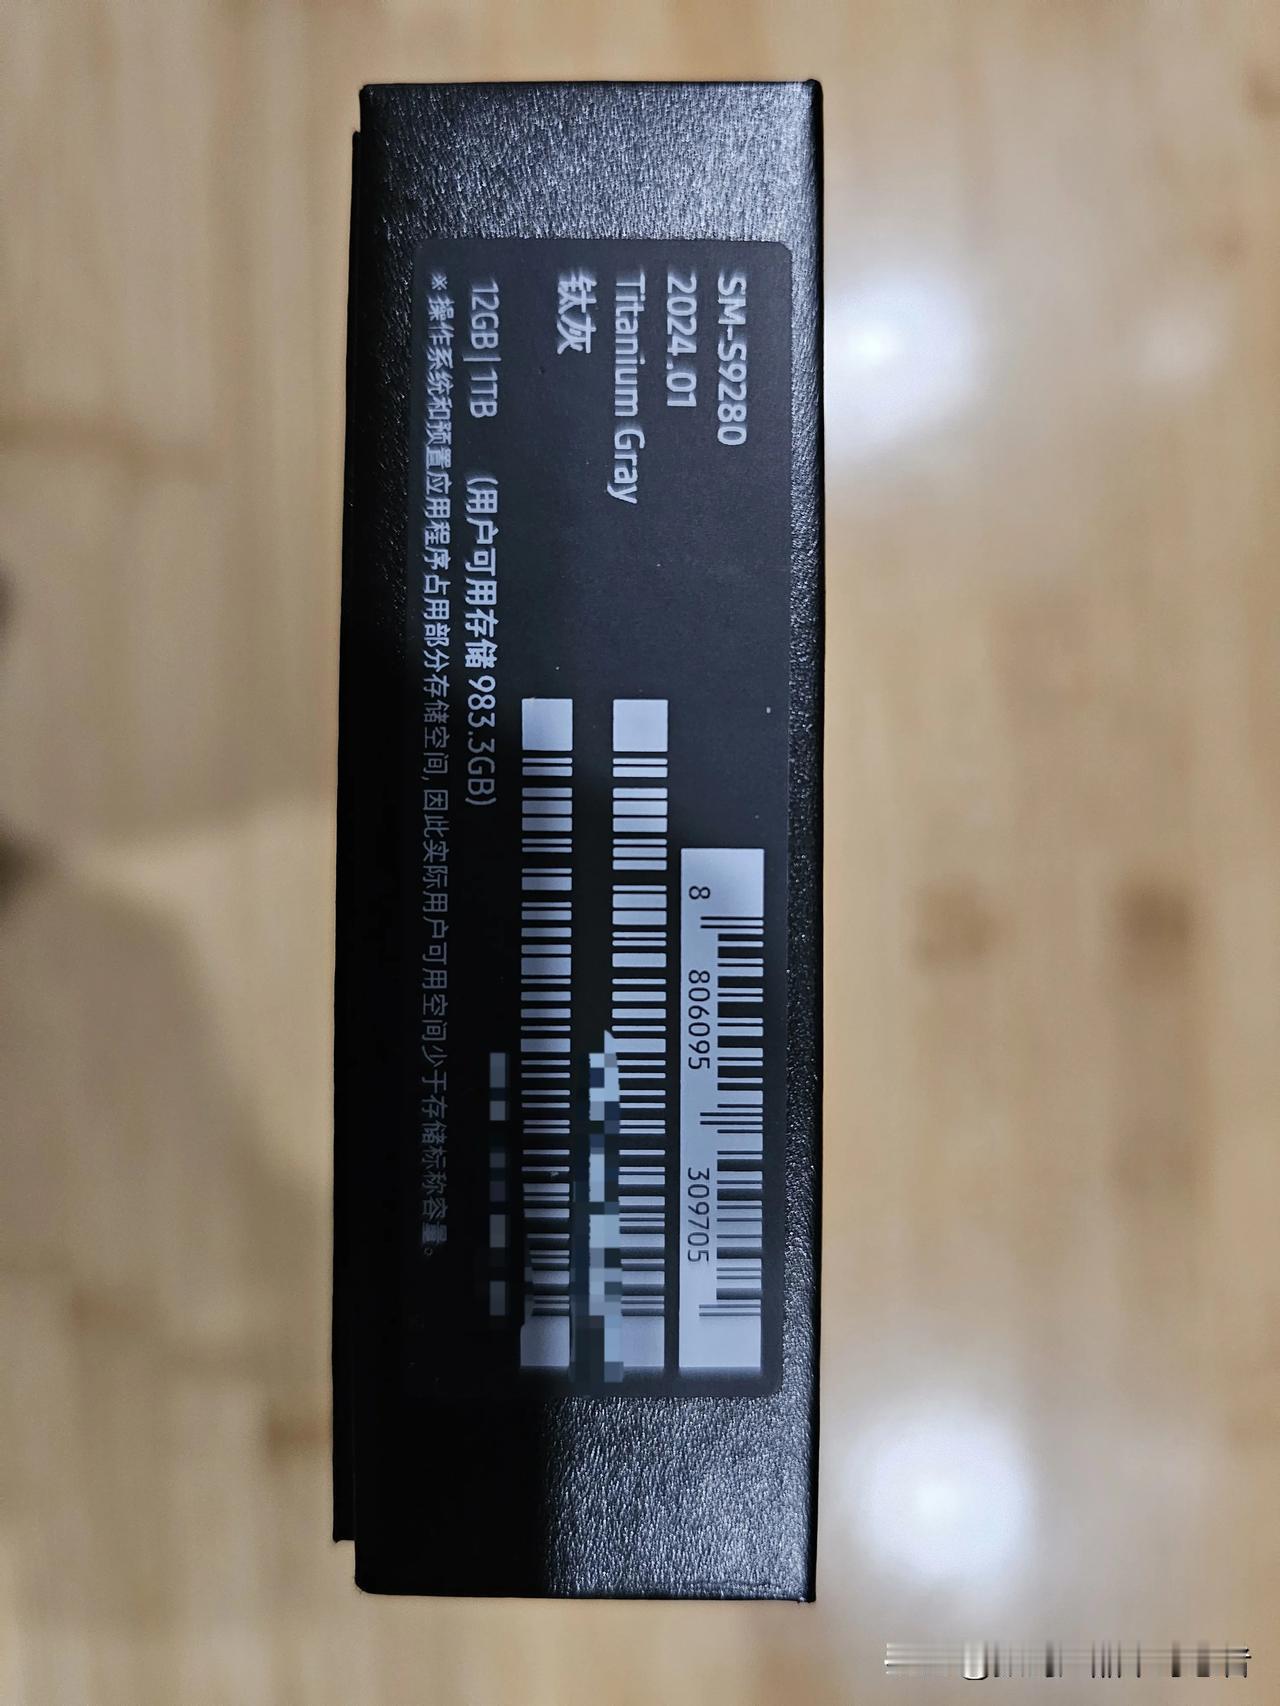 SM-S9280
2024.01
Titanium Gray
钛灰
12GB|1TB (用户可用存储 983.3GB)
※ 操作系统和预置应用程序占用部分存储空间, 因此实际用户可用空间少于存储标称容量。
8 806095 309705